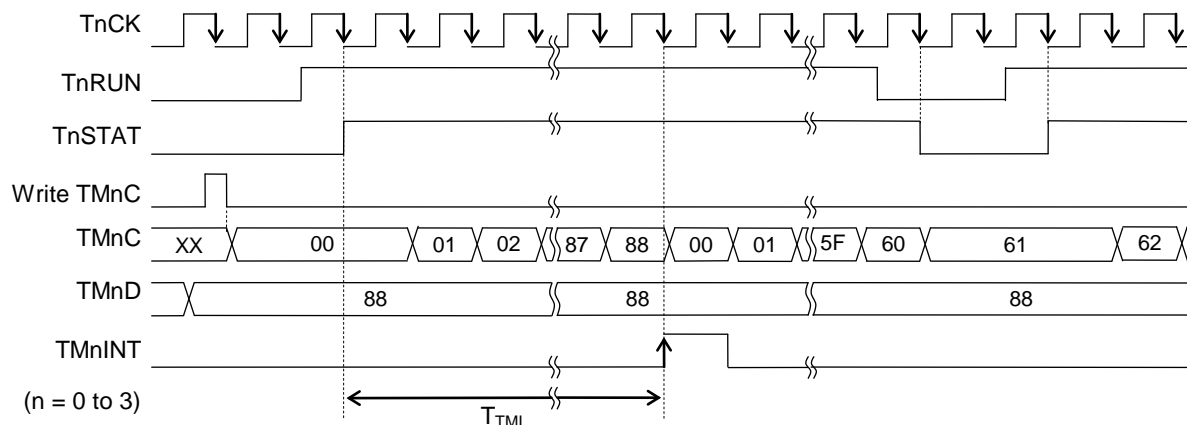 TnCK
TnRUN
TnSTAT
Write TMnC
TMnC XX 00 01 02 87 88 00 01 5F 60 61 62
TMnD 88 88 88
TMnINT
(n = 0 to 3)
TTMI